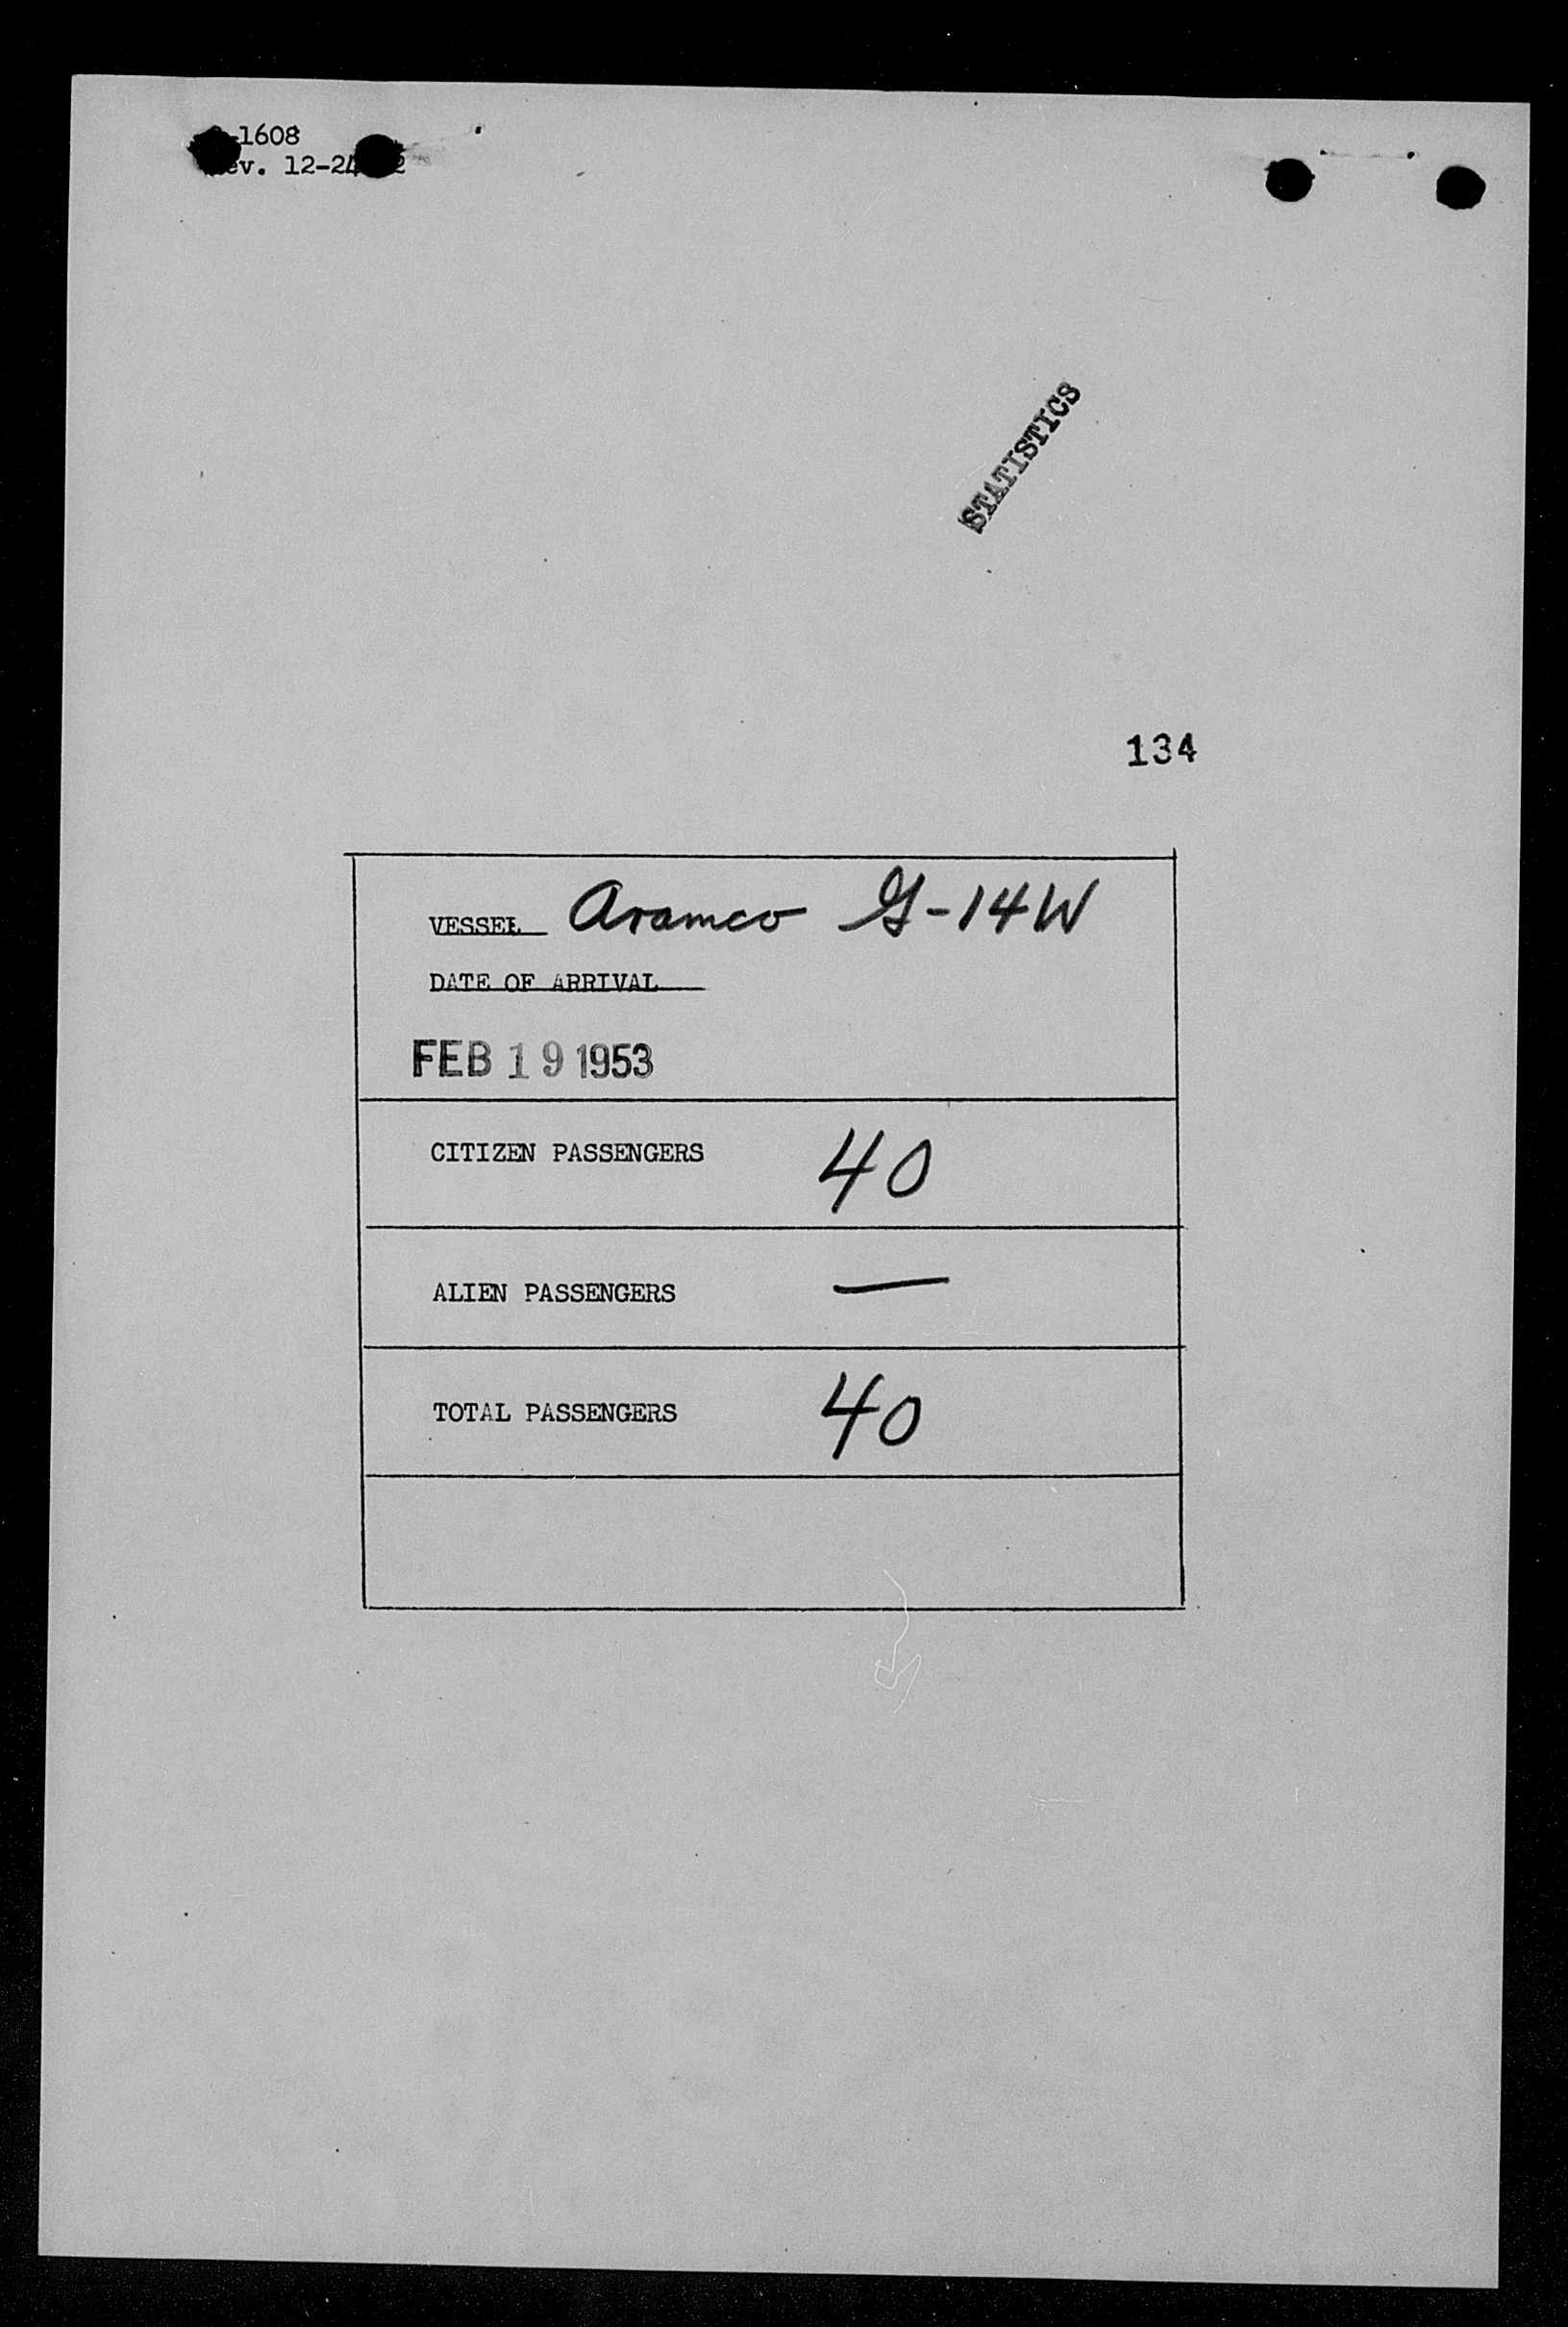 -1608
ev. 12-24 2
STATISTICS
134
VESSEL Aramco G-14W
DATE OF ARRIVAL
FEB 19 1953
CITIZEN PASSENGERS 40
ALIEN PASSENGERS —
TOTAL PASSENGERS 40